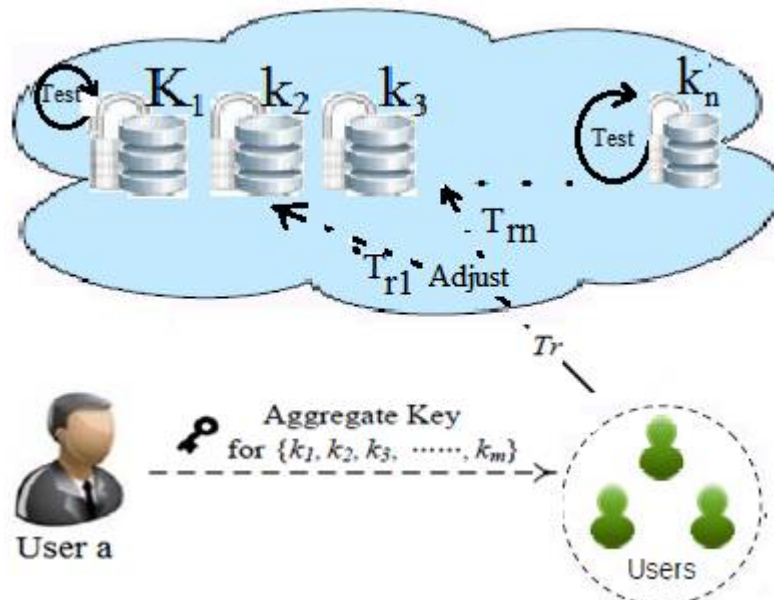 Test K₁ k₂ k₃ kₙ
Test
Tᵣₙ
Tᵣ₁ Adjust
Tr
Aggregate Key
for {k₁, k₂, k₃, ······, kₘ}
User a
Users